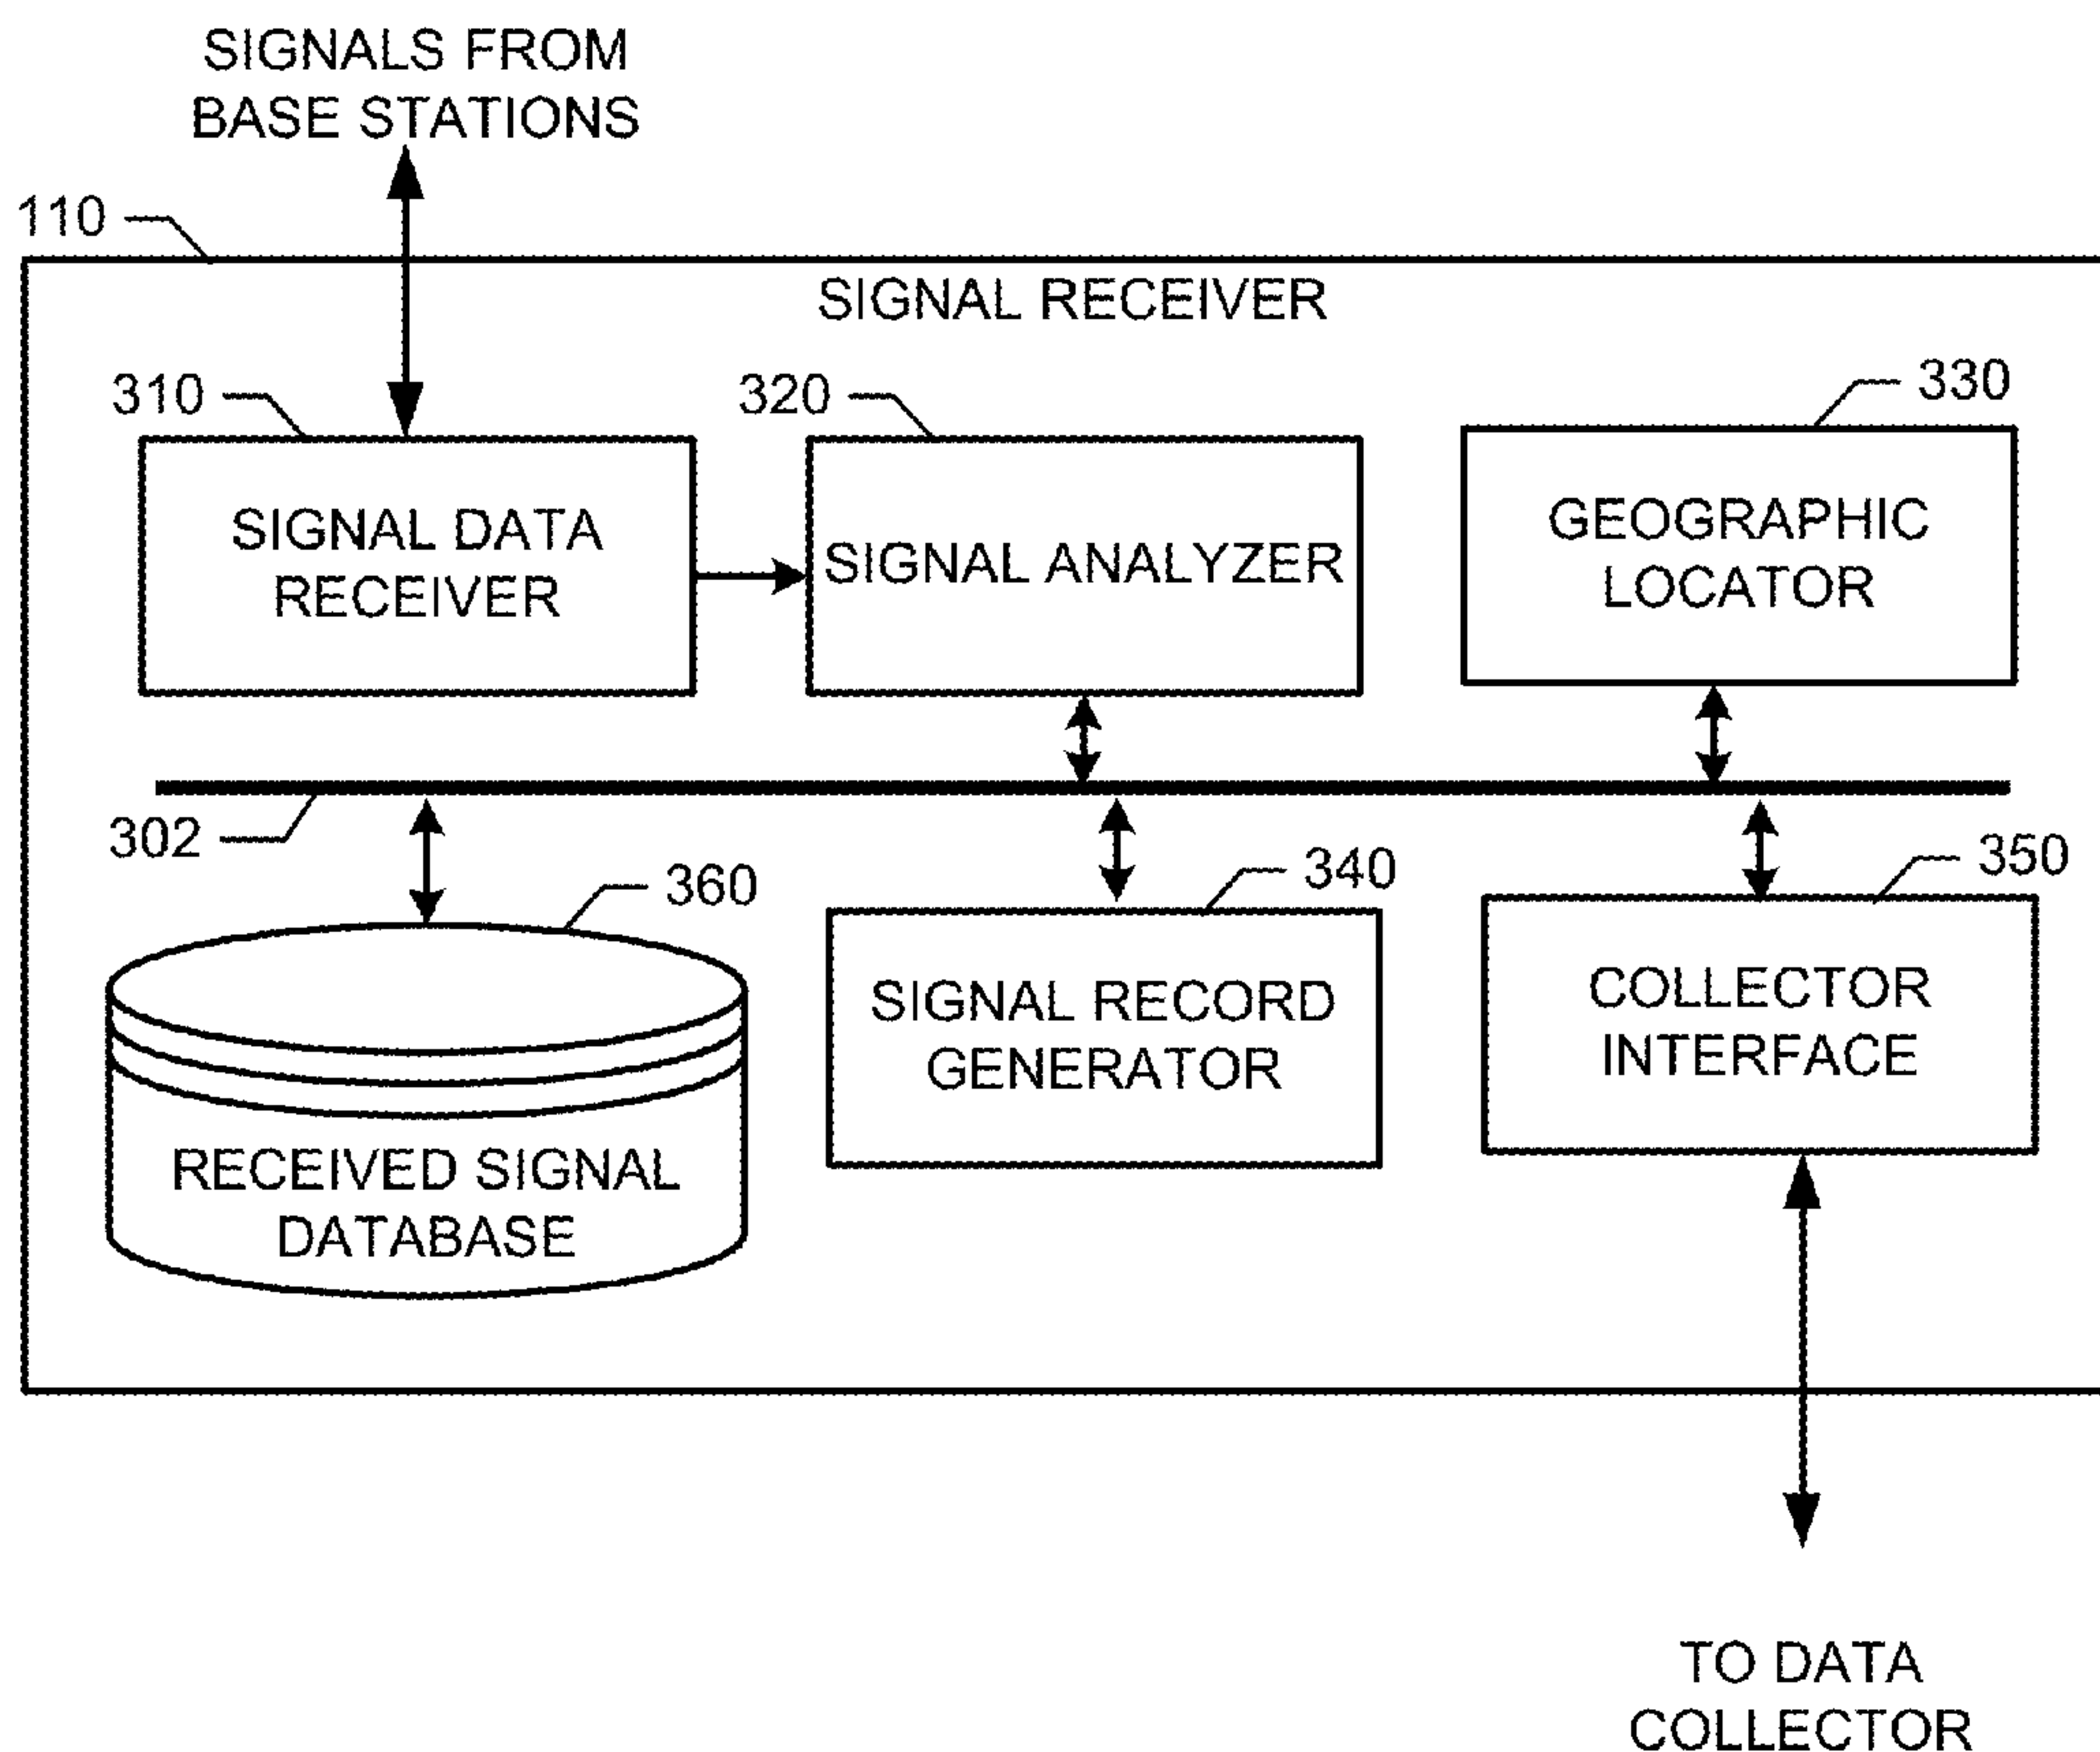 SIGNALS FROM
BASE STATIONS
110
SIGNAL RECEIVER
310
320
330
SIGNAL DATA
RECEIVER
SIGNAL ANALYZER
GEOGRAPHIC
LOCATOR
302
360
340
350
RECEIVED SIGNAL
DATABASE
SIGNAL RECORD
GENERATOR
COLLECTOR
INTERFACE
TO DATA
COLLECTOR